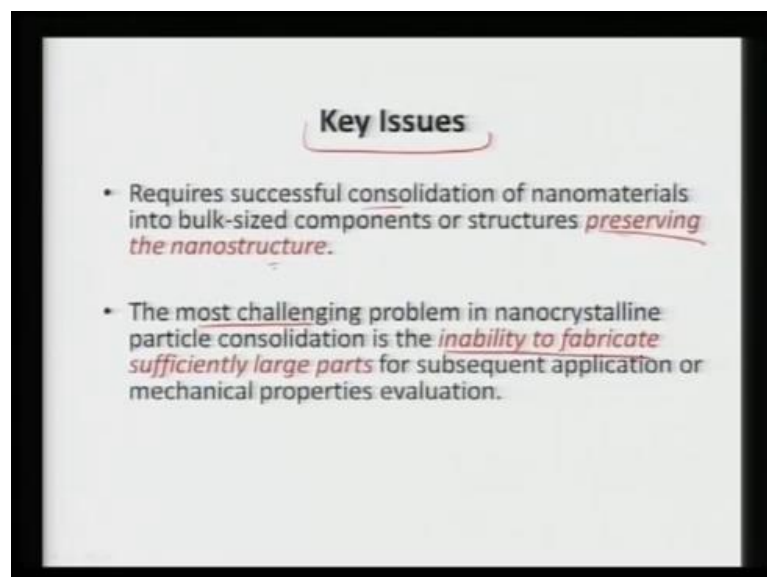 Key Issues
• Requires successful consolidation of nanomaterials
into bulk-sized components or structures preserving
the nanostructure.
• The most challenging problem in nanocrystalline
particle consolidation is the inability to fabricate
sufficiently large parts for subsequent application or
mechanical properties evaluation.